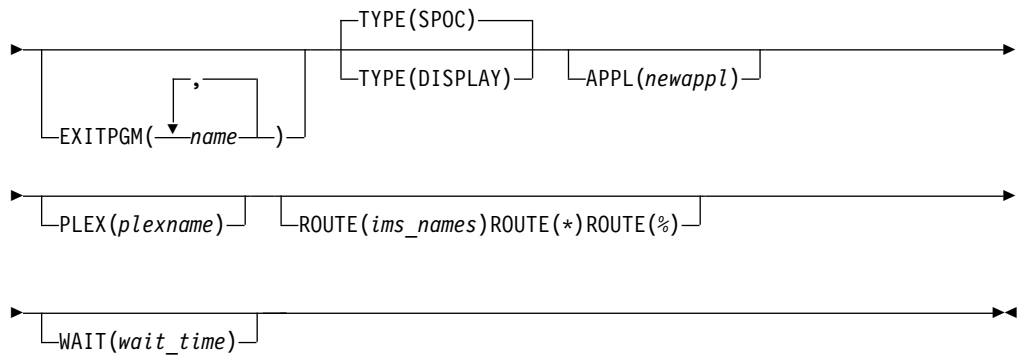 TYPE(SPOC)
TYPE(DISPLAY)
APPL(newappl)
,
EXITPGM( name )
PLEX(plexname)
ROUTE(ims_names)ROUTE(*)ROUTE(%)
WAIT(wait_time)